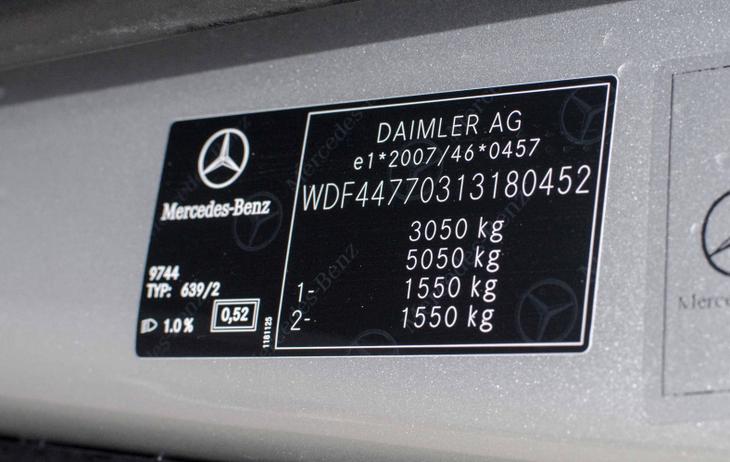 Mercedes-Benz
9744
TYP: 639/2
1.0 %
0,52
1181125
DAIMLER AG
e1*2007/46*0457
WDF44770313180452
3050 kg
5050 kg
1- 1550 kg
2- 1550 kg